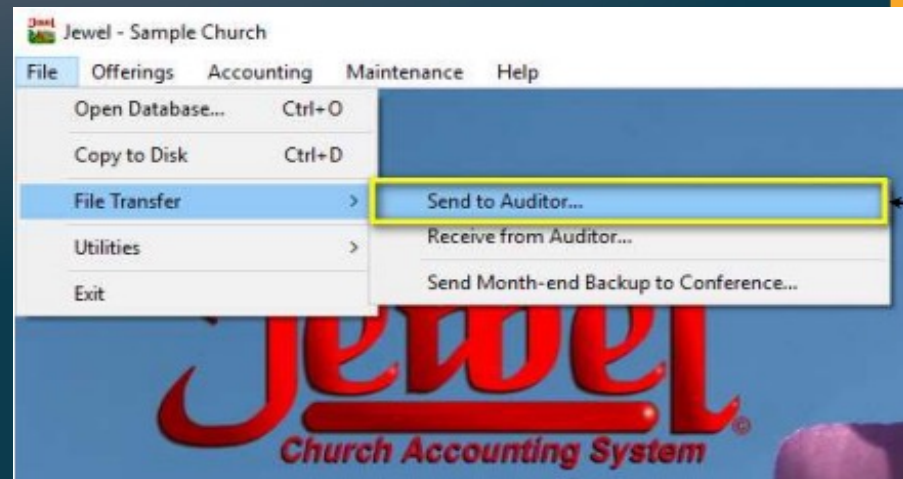 Jewel - Sample Church
File Offerings Accounting Maintenance Help
Open Database... Ctrl+O
Copy to Disk Ctrl+D
File Transfer >
Send to Auditor...
Receive from Auditor...
Send Month-end Backup to Conference...
Utilities >
Exit
Jewel
Church Accounting System